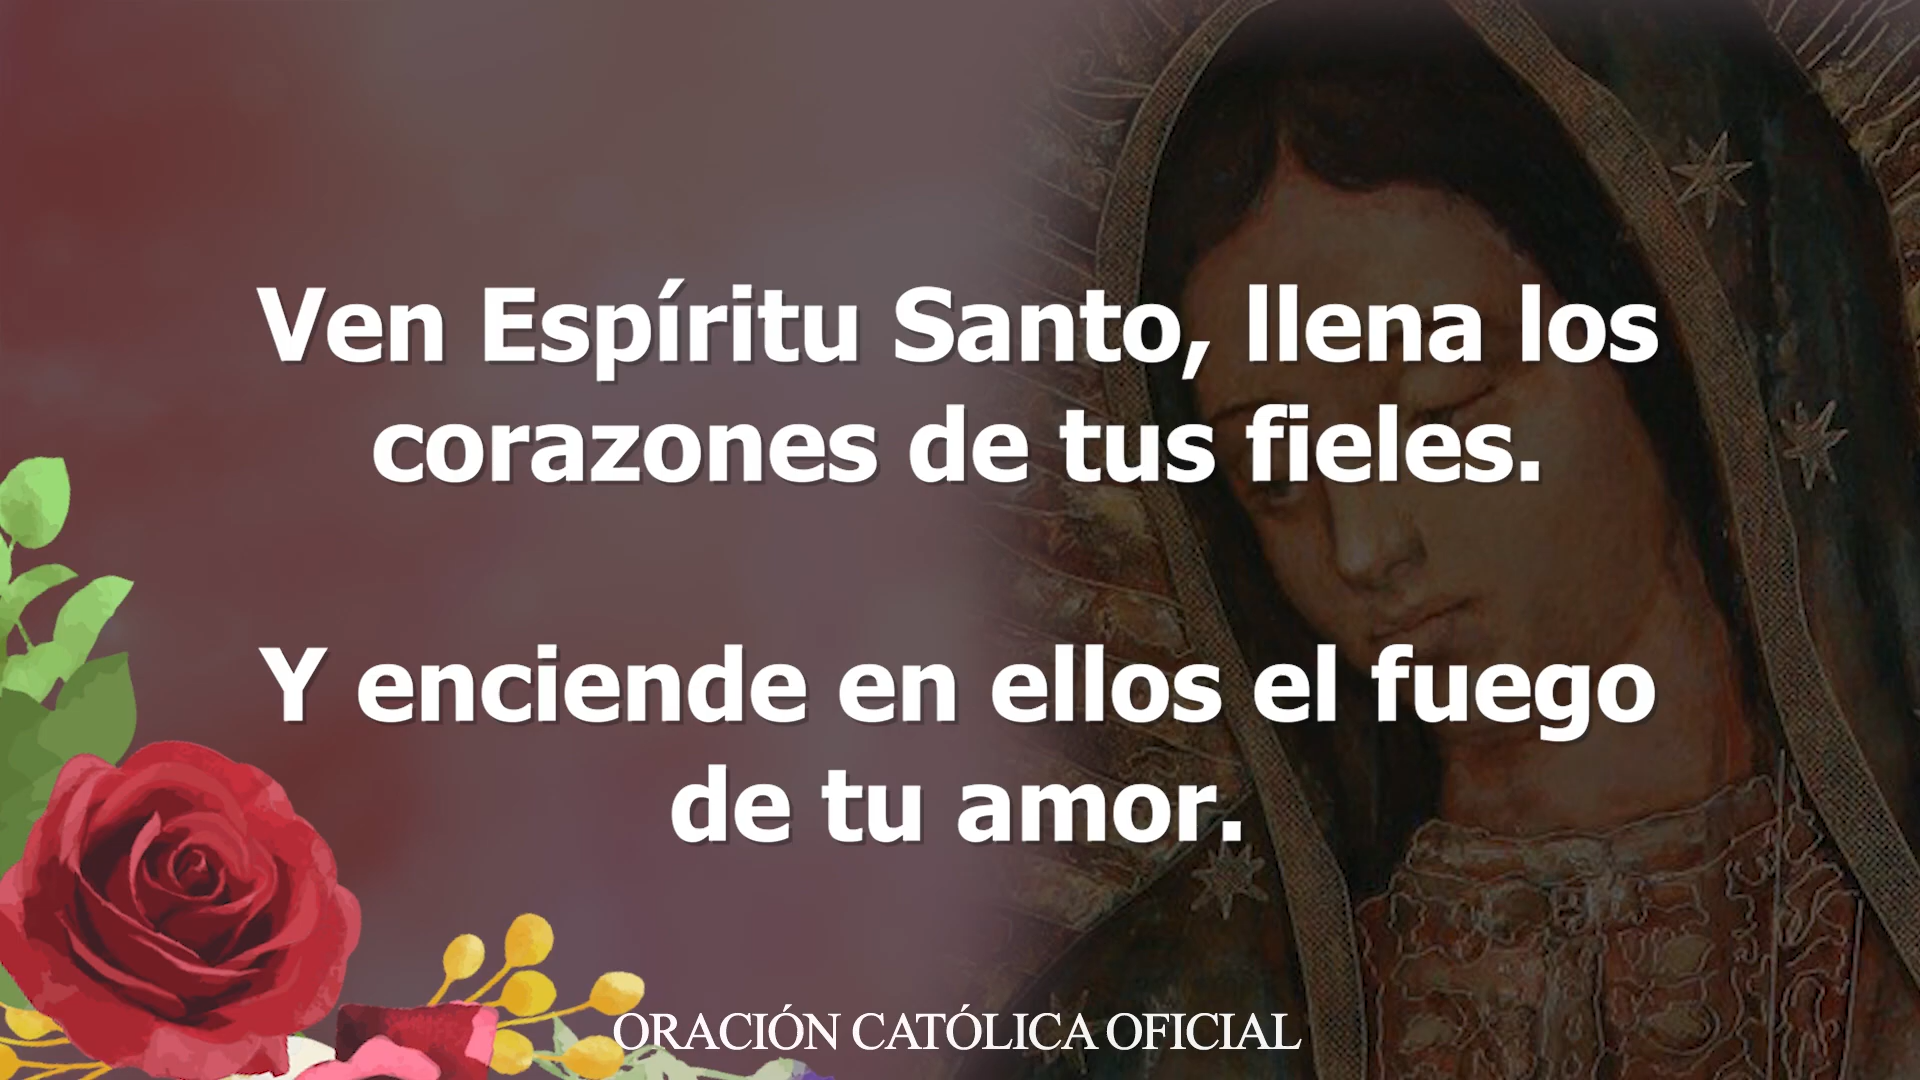 Ven Espíritu Santo, llena los
corazones de tus fieles.
Y enciende en ellos el fuego
de tu amor.
ORACIÓN CATÓLICA OFICIAL